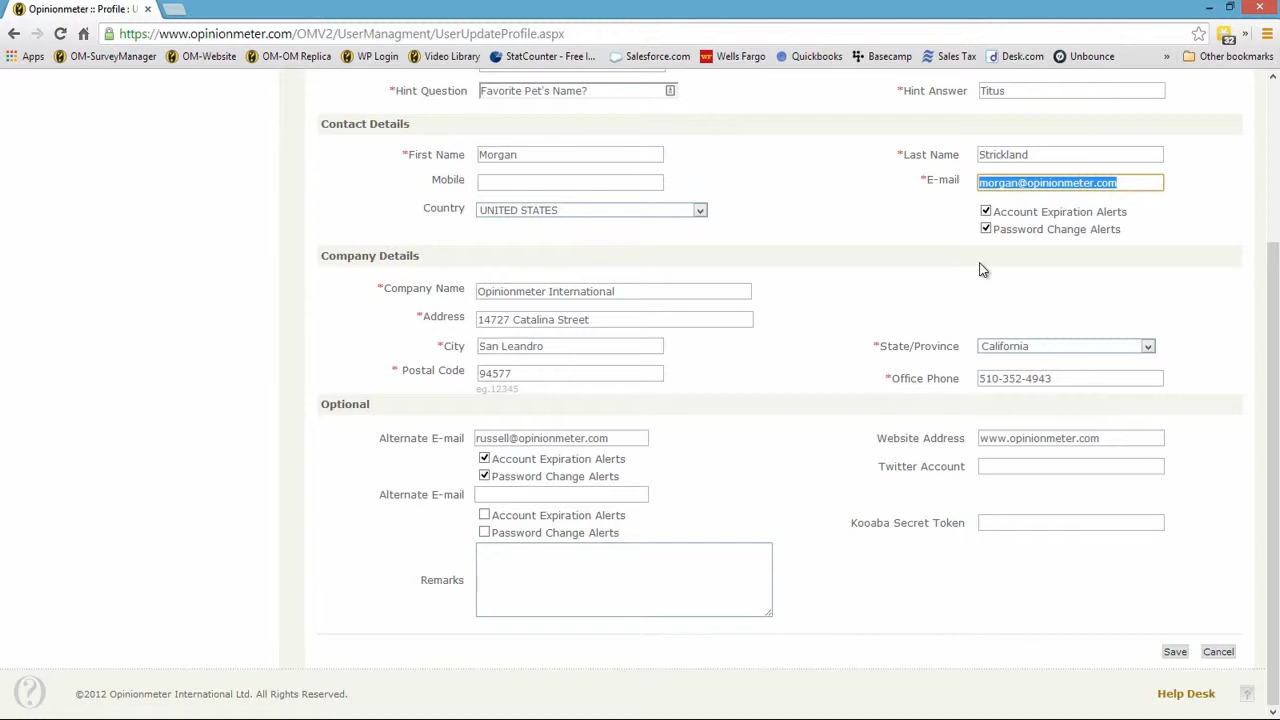 Opinionmeter :: Profile : U
https://www.opinionmeter.com/OMV2/UserManagment/UserUpdateProfile.aspx
92
Apps OM-SurveyManager OM-Website OM-OM Replica WP Login Video Library StatCounter - Free I... Salesforce.com Wells Fargo Quickbooks Basecamp Sales Tax Desk.com Unbounce » Other bookmarks
*Hint Question Favorite Pet's Name? *Hint Answer Titus
Contact Details
*First Name Morgan *Last Name Strickland
Mobile *E-mail morgan@opinionmeter.com
Country UNITED STATES Account Expiration Alerts
Password Change Alerts
Company Details
*Company Name Opinionmeter International
*Address 14727 Catalina Street
*City San Leandro *State/Province California
* Postal Code 94577 *Office Phone 510-352-4943
eg.12345
Optional
Alternate E-mail russell@opinionmeter.com Website Address www.opinionmeter.com
Account Expiration Alerts Twitter Account
Password Change Alerts
Alternate E-mail
Account Expiration Alerts Kooaba Secret Token
Password Change Alerts
Remarks
Save Cancel
©2012 Opinionmeter International Ltd. All Rights Reserved. Help Desk ?